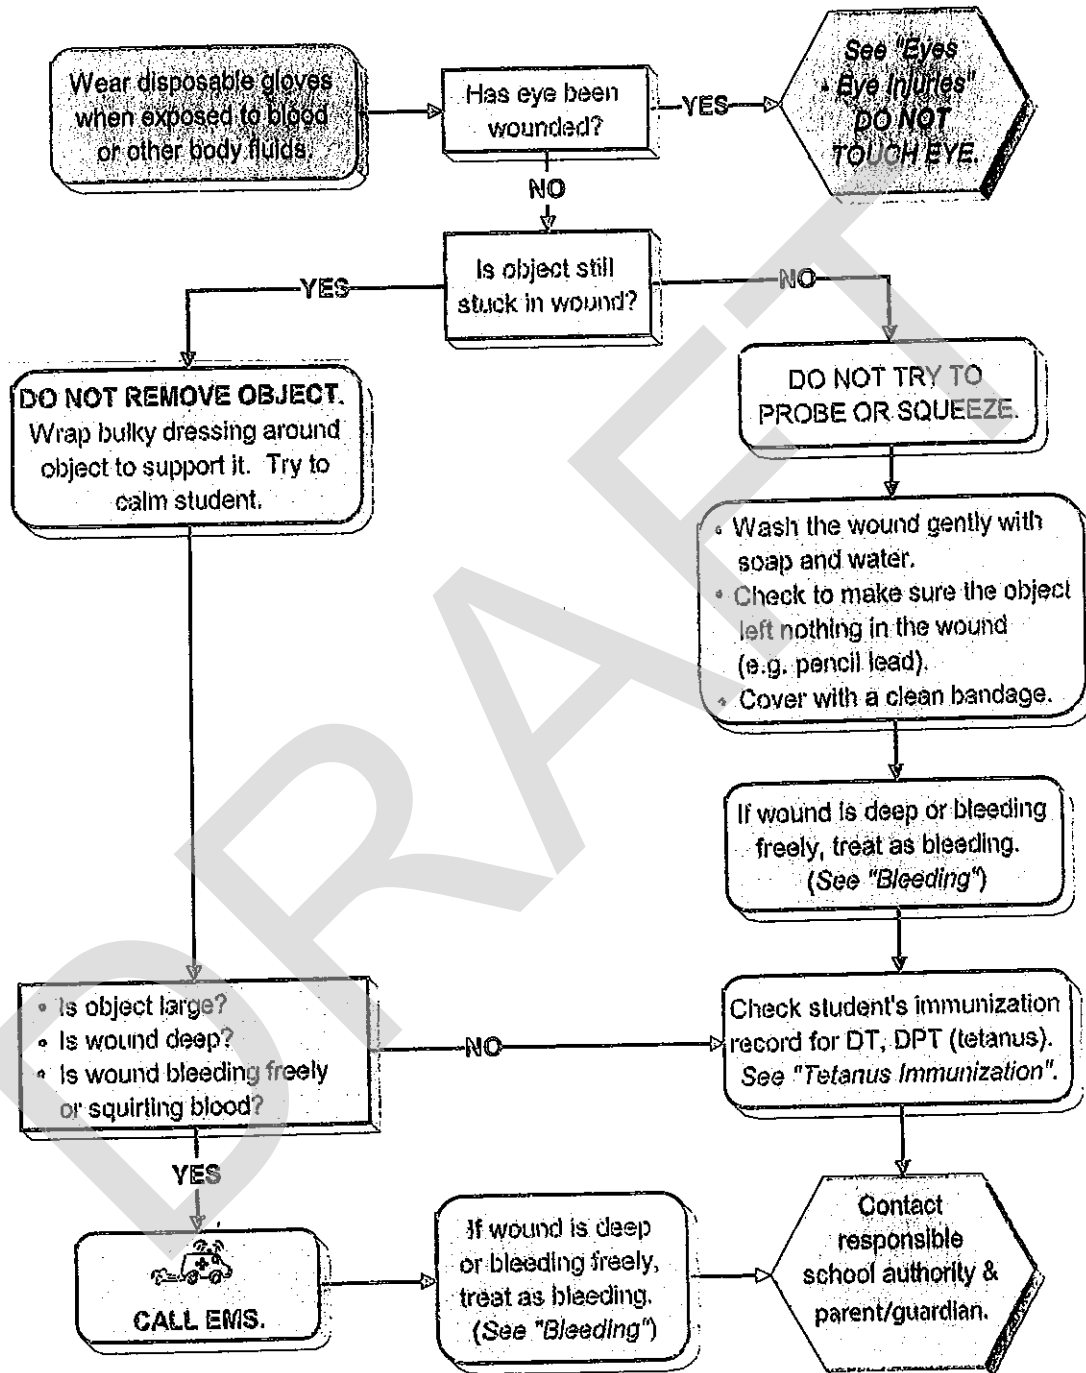 Wear disposable gloves
when exposed to blood
or other body fluids.
Has eye been
wounded?
YES
See "Eyes
• Eye Injuries"
DO NOT
TOUCH EYE.
NO
Is object still
stuck in wound?
YES
NO
DO NOT REMOVE OBJECT.
Wrap bulky dressing around
object to support it. Try to
calm student.
DO NOT TRY TO
PROBE OR SQUEEZE.
• Wash the wound gently with
soap and water.
• Check to make sure the object
left nothing in the wound
(e.g. pencil lead).
• Cover with a clean bandage.
If wound is deep or bleeding
freely, treat as bleeding.
(See "Bleeding")
• Is object large?
• Is wound deep?
• Is wound bleeding freely
or squirting blood?
NO
Check student's immunization
record for DT, DPT (tetanus).
See "Tetanus Immunization".
YES
CALL EMS.
If wound is deep
or bleeding freely,
treat as bleeding.
(See "Bleeding")
Contact
responsible
school authority &
parent/guardian.
DRAFT